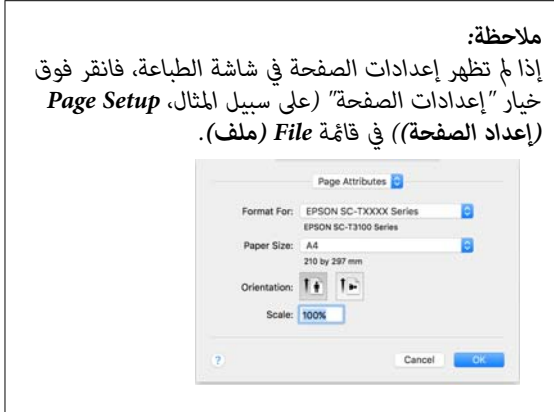 ملاحظة:
إذا لم تظهر إعدادات الصفحة في شاشة الطباعة، فانقر فوق
خيار "إعدادات الصفحة" (على سبيل المثال، Page Setup
(إعداد الصفحة)) في قائمة File (ملف).
Page Attributes
Format For: EPSON SC-TXXXX Series
EPSON SC-T3100 Series
Paper Size: A4
210 by 297 mm
Orientation:
Scale: 100%
? Cancel OK